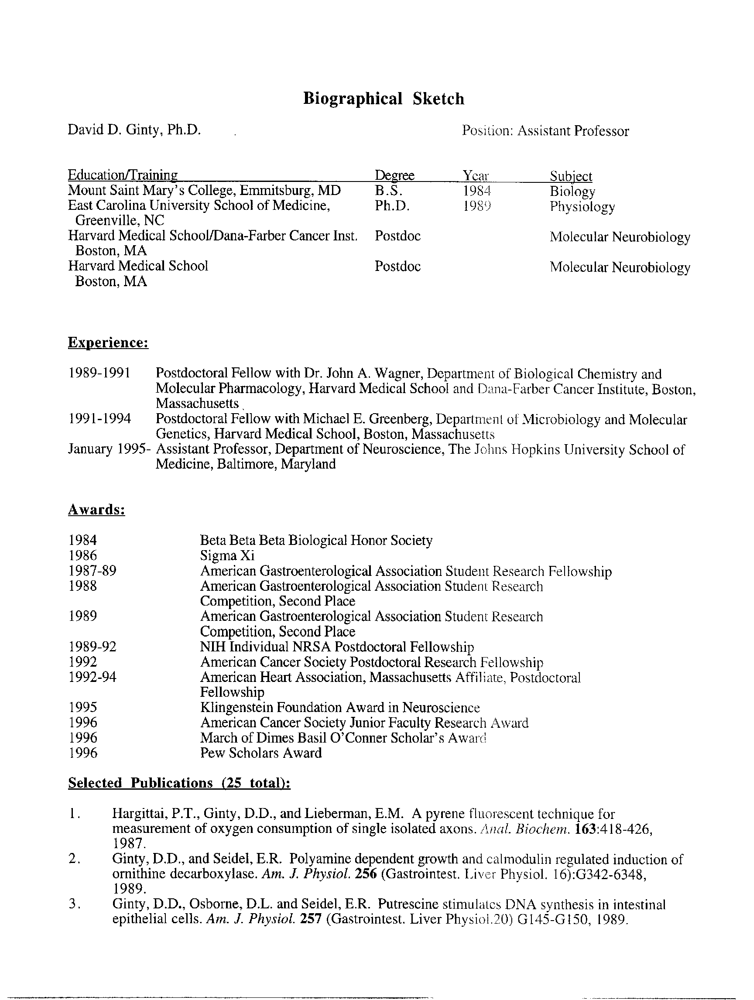 Biographical Sketch
David D. Ginty, Ph.D. Position: Assistant Professor
Education/Training Degree Year Subject
Mount Saint Mary's College, Emmitsburg, MD B.S. 1984 Biology
East Carolina University School of Medicine, Ph.D. 1989 Physiology
Greenville, NC
Harvard Medical School/Dana-Farber Cancer Inst. Postdoc Molecular Neurobiology
Boston, MA
Harvard Medical School Postdoc Molecular Neurobiology
Boston, MA
Experience:
1989-1991 Postdoctoral Fellow with Dr. John A. Wagner, Department of Biological Chemistry and
Molecular Pharmacology, Harvard Medical School and Dana-Farber Cancer Institute, Boston,
Massachusetts
1991-1994 Postdoctoral Fellow with Michael E. Greenberg, Department of Microbiology and Molecular
Genetics, Harvard Medical School, Boston, Massachusetts
January 1995- Assistant Professor, Department of Neuroscience, The Johns Hopkins University School of
Medicine, Baltimore, Maryland
Awards:
1984 Beta Beta Beta Biological Honor Society
1986 Sigma Xi
1987-89 American Gastroenterological Association Student Research Fellowship
1988 American Gastroenterological Association Student Research
Competition, Second Place
1989 American Gastroenterological Association Student Research
Competition, Second Place
1989-92 NIH Individual NRSA Postdoctoral Fellowship
1992 American Cancer Society Postdoctoral Research Fellowship
1992-94 American Heart Association, Massachusetts Affiliate, Postdoctoral
Fellowship
1995 Klingenstein Foundation Award in Neuroscience
1996 American Cancer Society Junior Faculty Research Award
1996 March of Dimes Basil O'Conner Scholar's Award
1996 Pew Scholars Award
Selected Publications (25 total):
1. Hargittai, P.T., Ginty, D.D., and Lieberman, E.M. A pyrene fluorescent technique for
measurement of oxygen consumption of single isolated axons. Anal. Biochem. 163:418-426,
1987.
2. Ginty, D.D., and Seidel, E.R. Polyamine dependent growth and calmodulin regulated induction of
ornithine decarboxylase. Am. J. Physiol. 256 (Gastrointest. Liver Physiol. 16):G342-6348,
1989.
3. Ginty, D.D., Osborne, D.L. and Seidel, E.R. Putrescine stimulates DNA synthesis in intestinal
epithelial cells. Am. J. Physiol. 257 (Gastrointest. Liver Physiol.20) G145-G150, 1989.